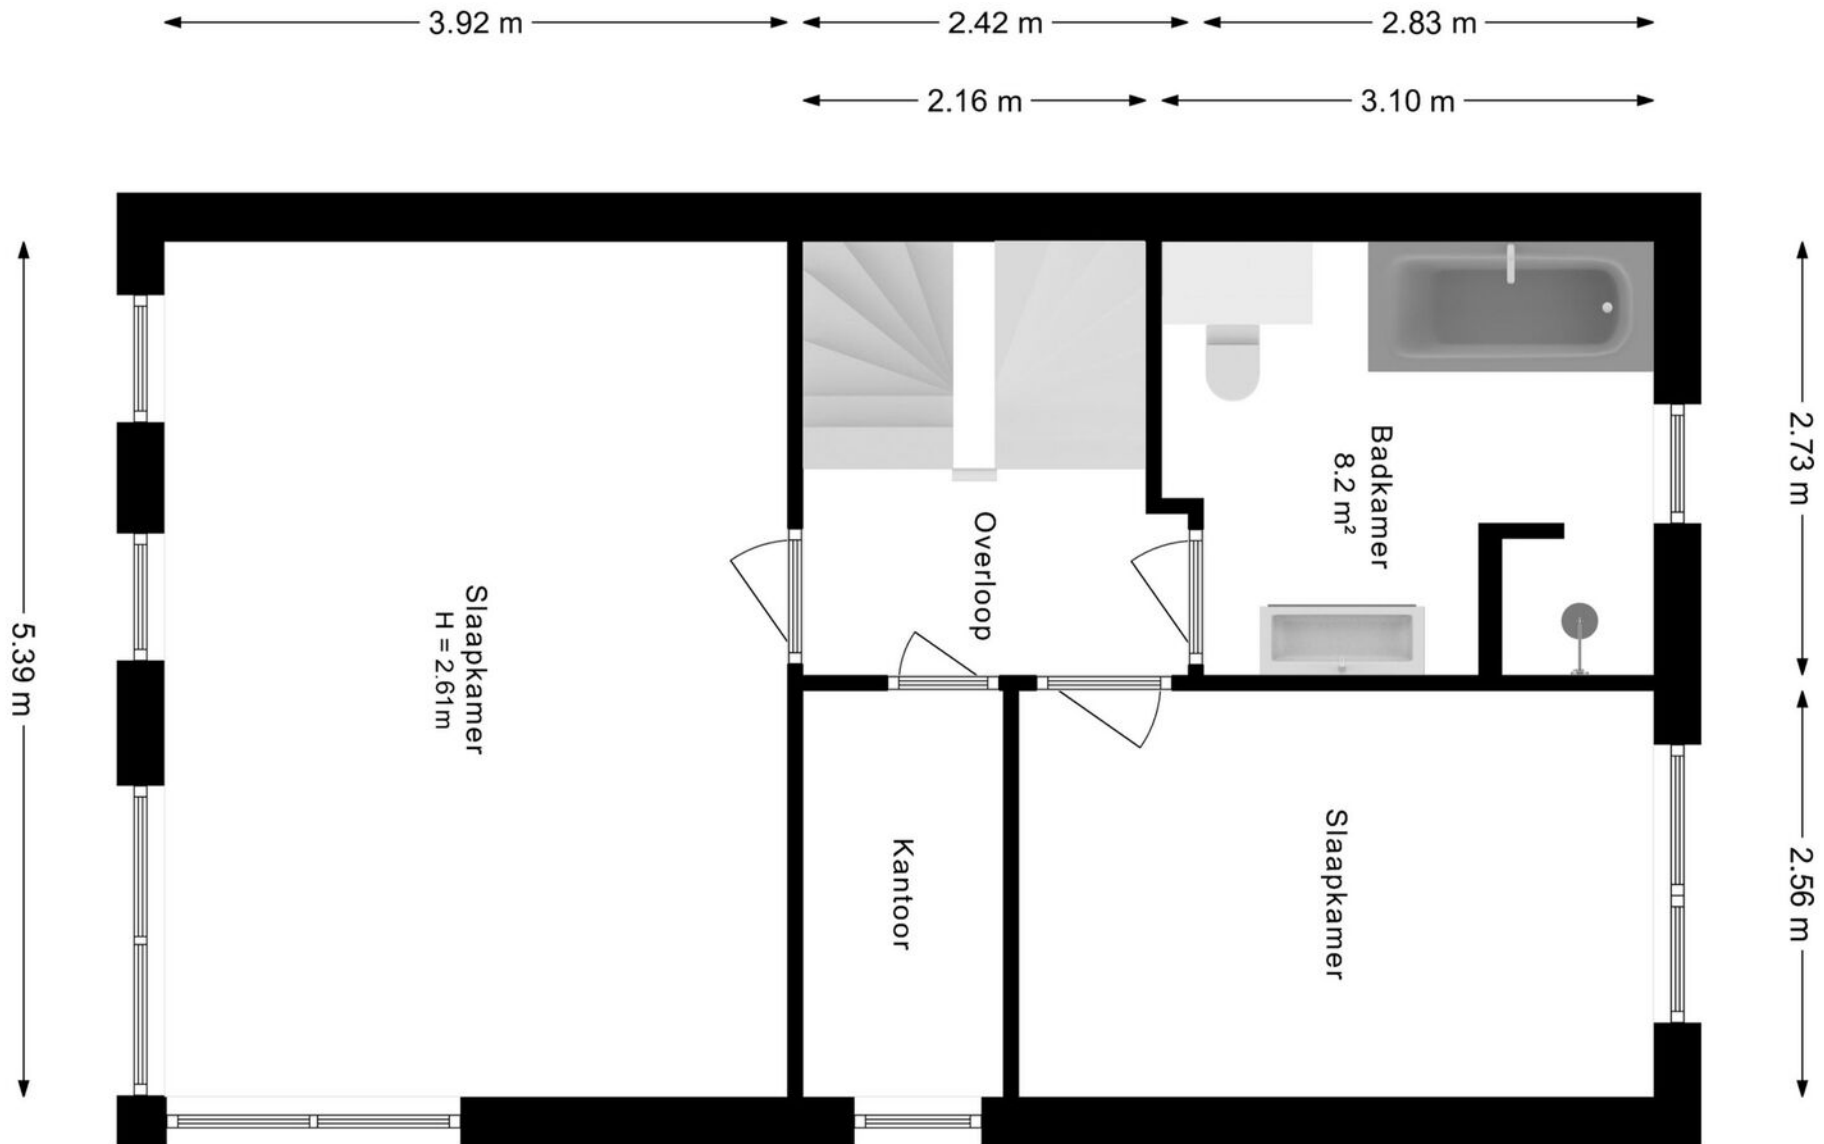 3.92 m
2.42 m
2.83 m
2.16 m
3.10 m
5.39 m
2.73 m
2.56 m
Slaapkamer
H = 2.61m
Overloop
Badkamer
8.2 m²
Kantoor
Slaapkamer